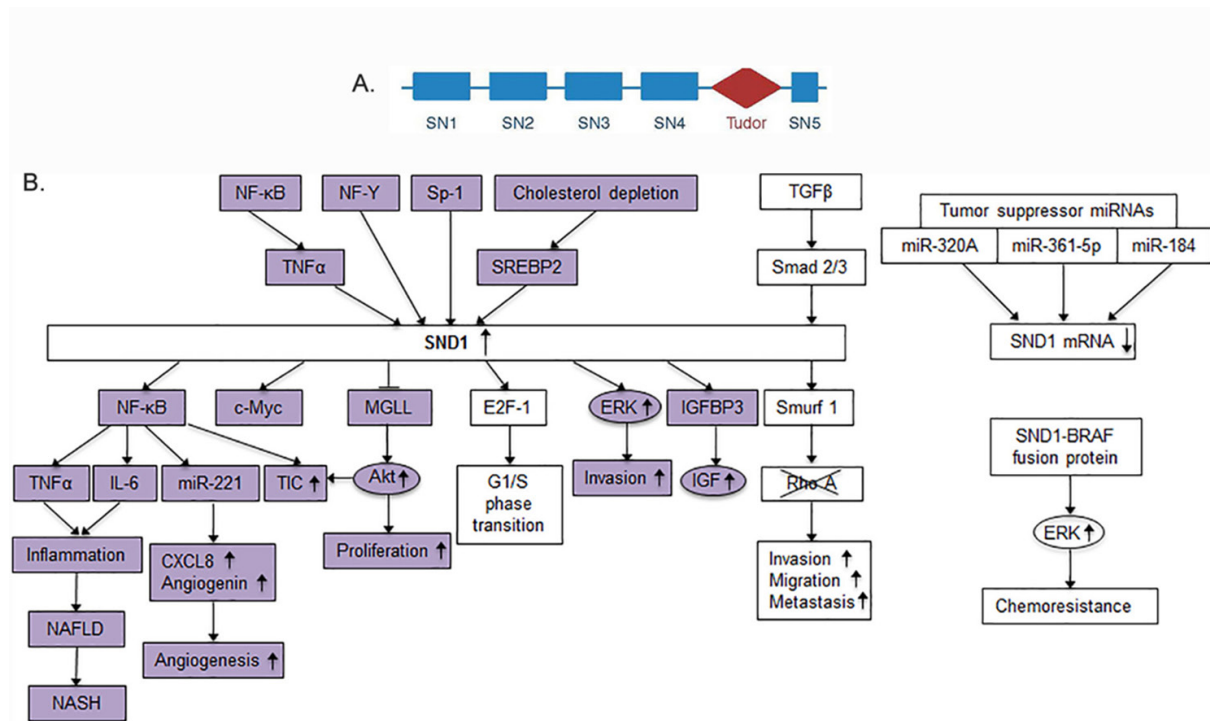 A.
SN1 SN2 SN3 SN4 Tudor SN5
B.
NF-κB NF-Y Sp-1 Cholesterol depletion TGFβ
Tumor suppressor miRNAs
miR-320A miR-361-5p miR-184
TNFα SREBP2 Smad 2/3
SND1 ↑
SND1 mRNA ↓
NF-κB c-Myc MGLL E2F-1 ERK ↑ IGFBP3 Smurf 1
SND1-BRAF
fusion protein
TNFα IL-6 miR-221 TIC ↑ Akt ↑
G1/S
phase
transition
Invasion ↑ IGF ↑ Rho A
ERK ↑
Inflammation
CXCL8 ↑
Angiogenin ↑
Proliferation ↑
Invasion ↑
Migration ↑
Metastasis ↑
Chemoresistance
NAFLD
Angiogenesis ↑
NASH